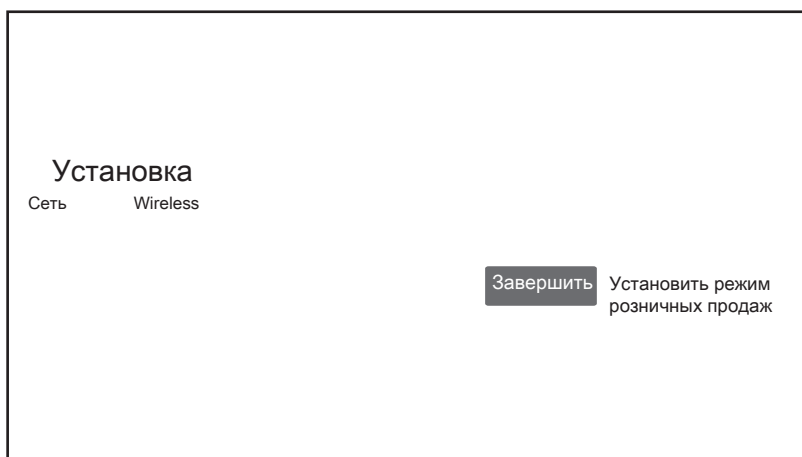 Установка
Сеть Wireless
Завершить
Установить режим
розничных продаж